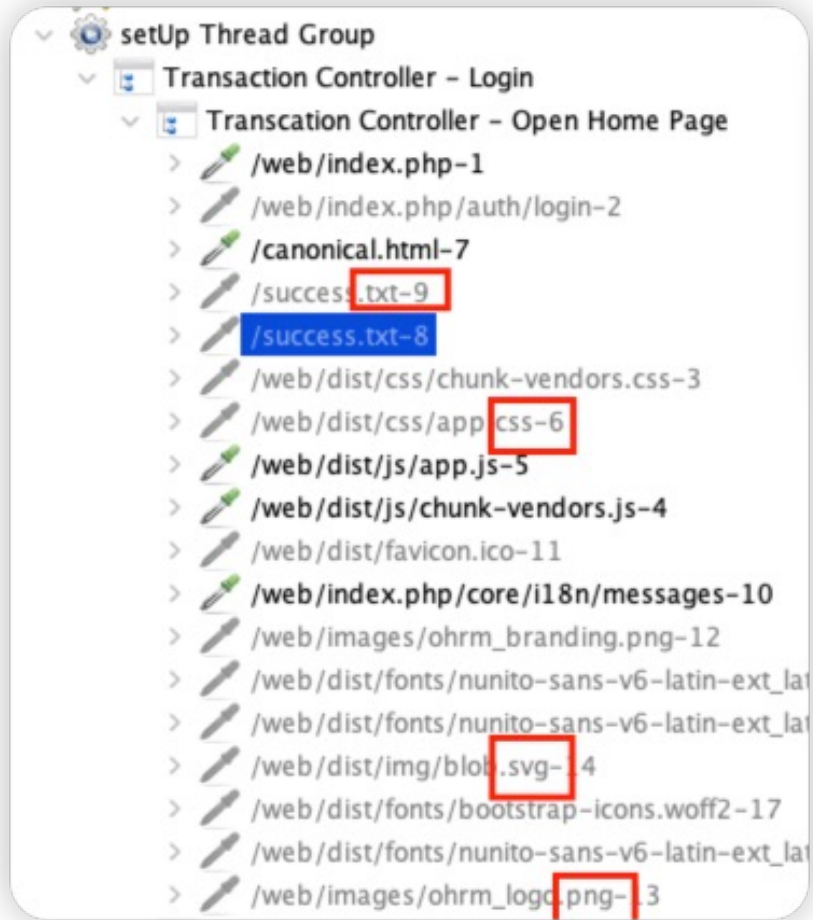 setUp Thread Group
Transaction Controller – Login
Transcation Controller – Open Home Page
/web/index.php-1
/web/index.php/auth/login-2
/canonical.html-7
/success.txt-9
/success.txt-8
/web/dist/css/chunk-vendors.css-3
/web/dist/css/app.css-6
/web/dist/js/app.js-5
/web/dist/js/chunk-vendors.js-4
/web/dist/favicon.ico-11
/web/index.php/core/i18n/messages-10
/web/images/ohrm_branding.png-12
/web/dist/fonts/nunito-sans-v6-latin-ext_lat
/web/dist/fonts/nunito-sans-v6-latin-ext_lat
/web/dist/img/blob.svg-14
/web/dist/fonts/bootstrap-icons.woff2-17
/web/dist/fonts/nunito-sans-v6-latin-ext_lat
/web/images/ohrm_logo.png-13